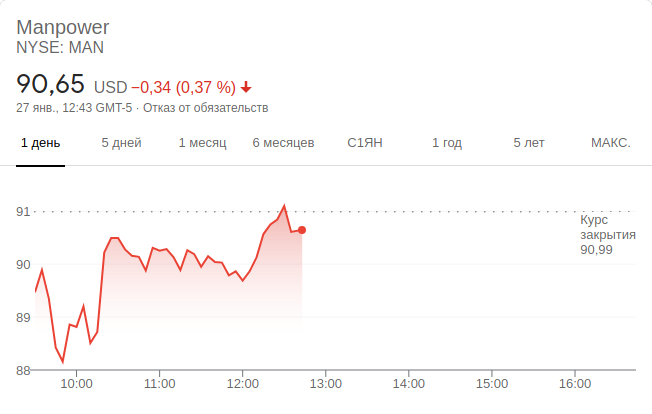 Manpower
NYSE: MAN
90,65 USD −0,34 (0,37 %)
27 янв., 12:43 GMT-5 · Отказ от обязательств
1 день 5 дней 1 месяц 6 месяцев С1ЯН 1 год 5 лет МАКС.
91
Курс
закрытия
90,99
90
89
88
10:00 11:00 12:00 13:00 14:00 15:00 16:00